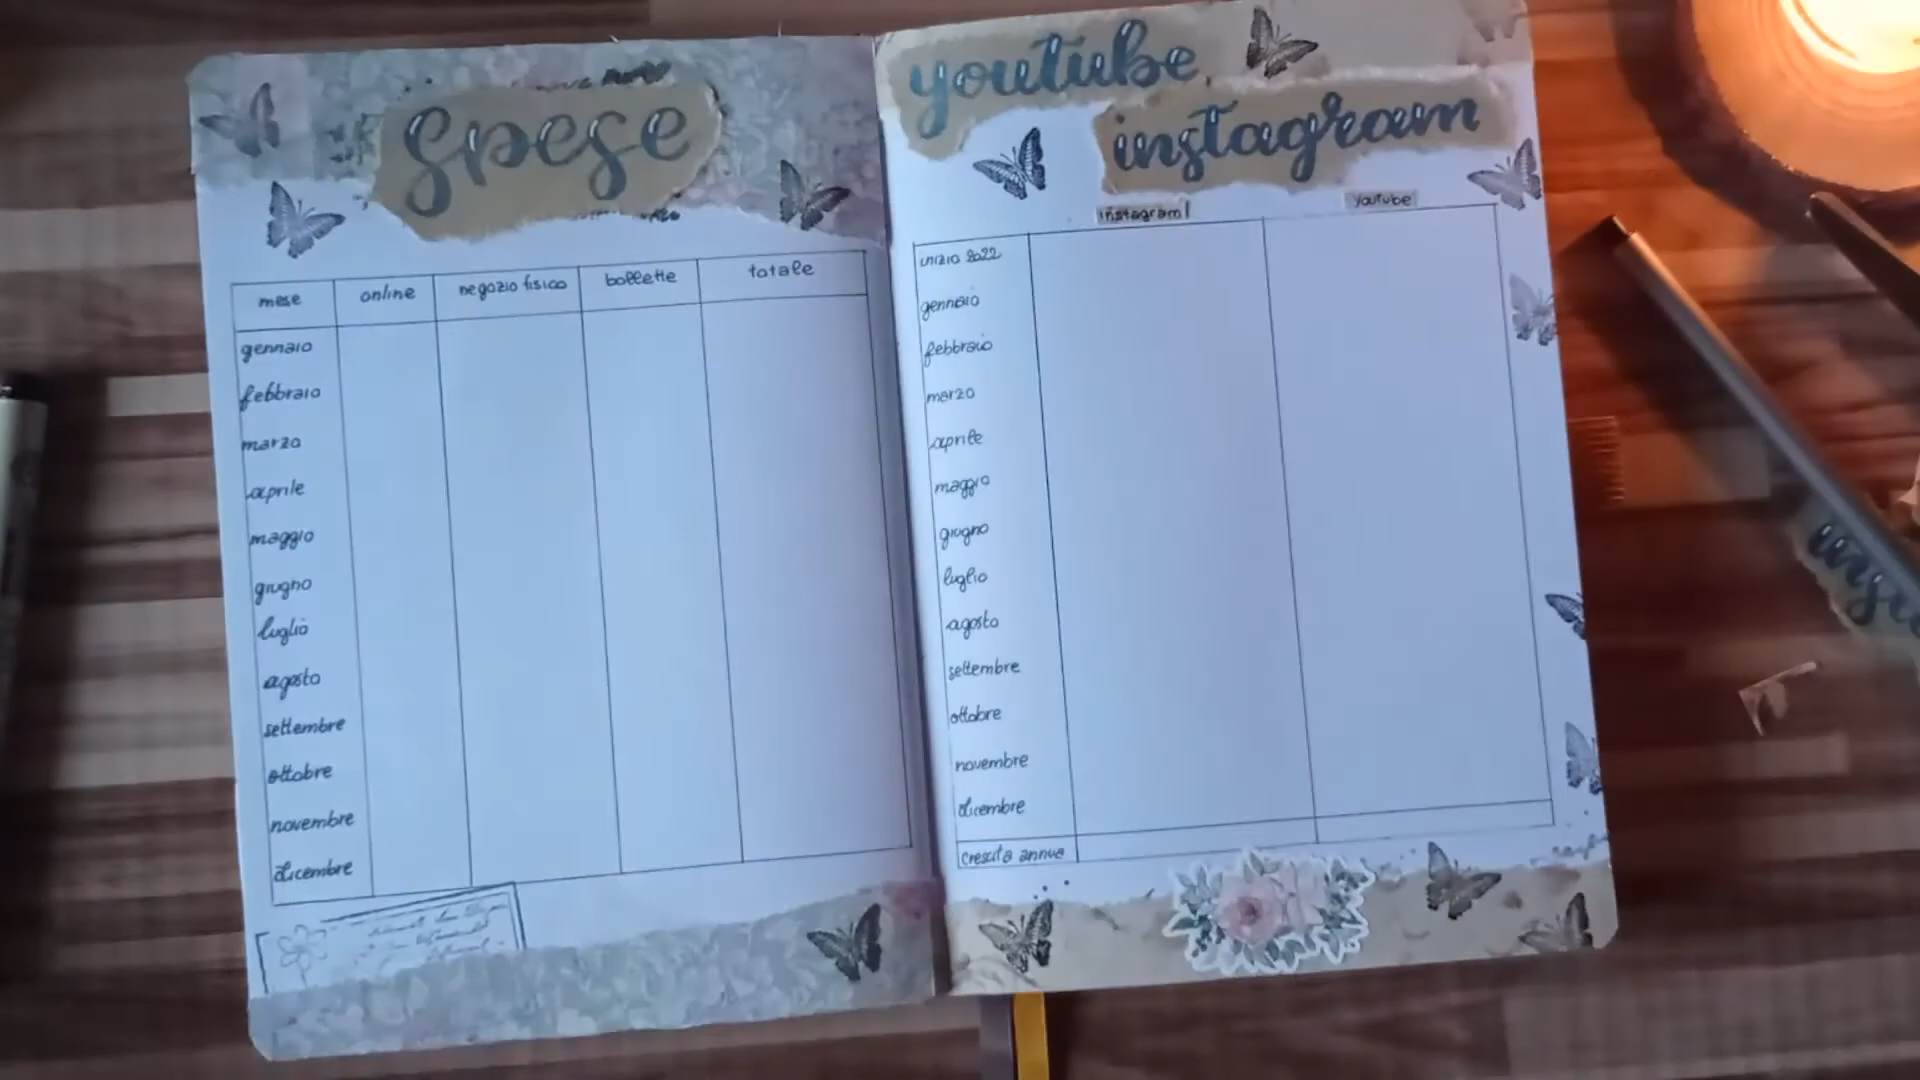 spese
mese online negozio fisico bollette totale
gennaio
febbraio
marzo
aprile
maggio
giugno
luglio
agosto
settembre
ottobre
novembre
dicembre
youtube,
instagram
instagram youtube
inizio 2022
gennaio
febbraio
marzo
aprile
maggio
giugno
luglio
agosto
settembre
ottobre
novembre
dicembre
crescita annua